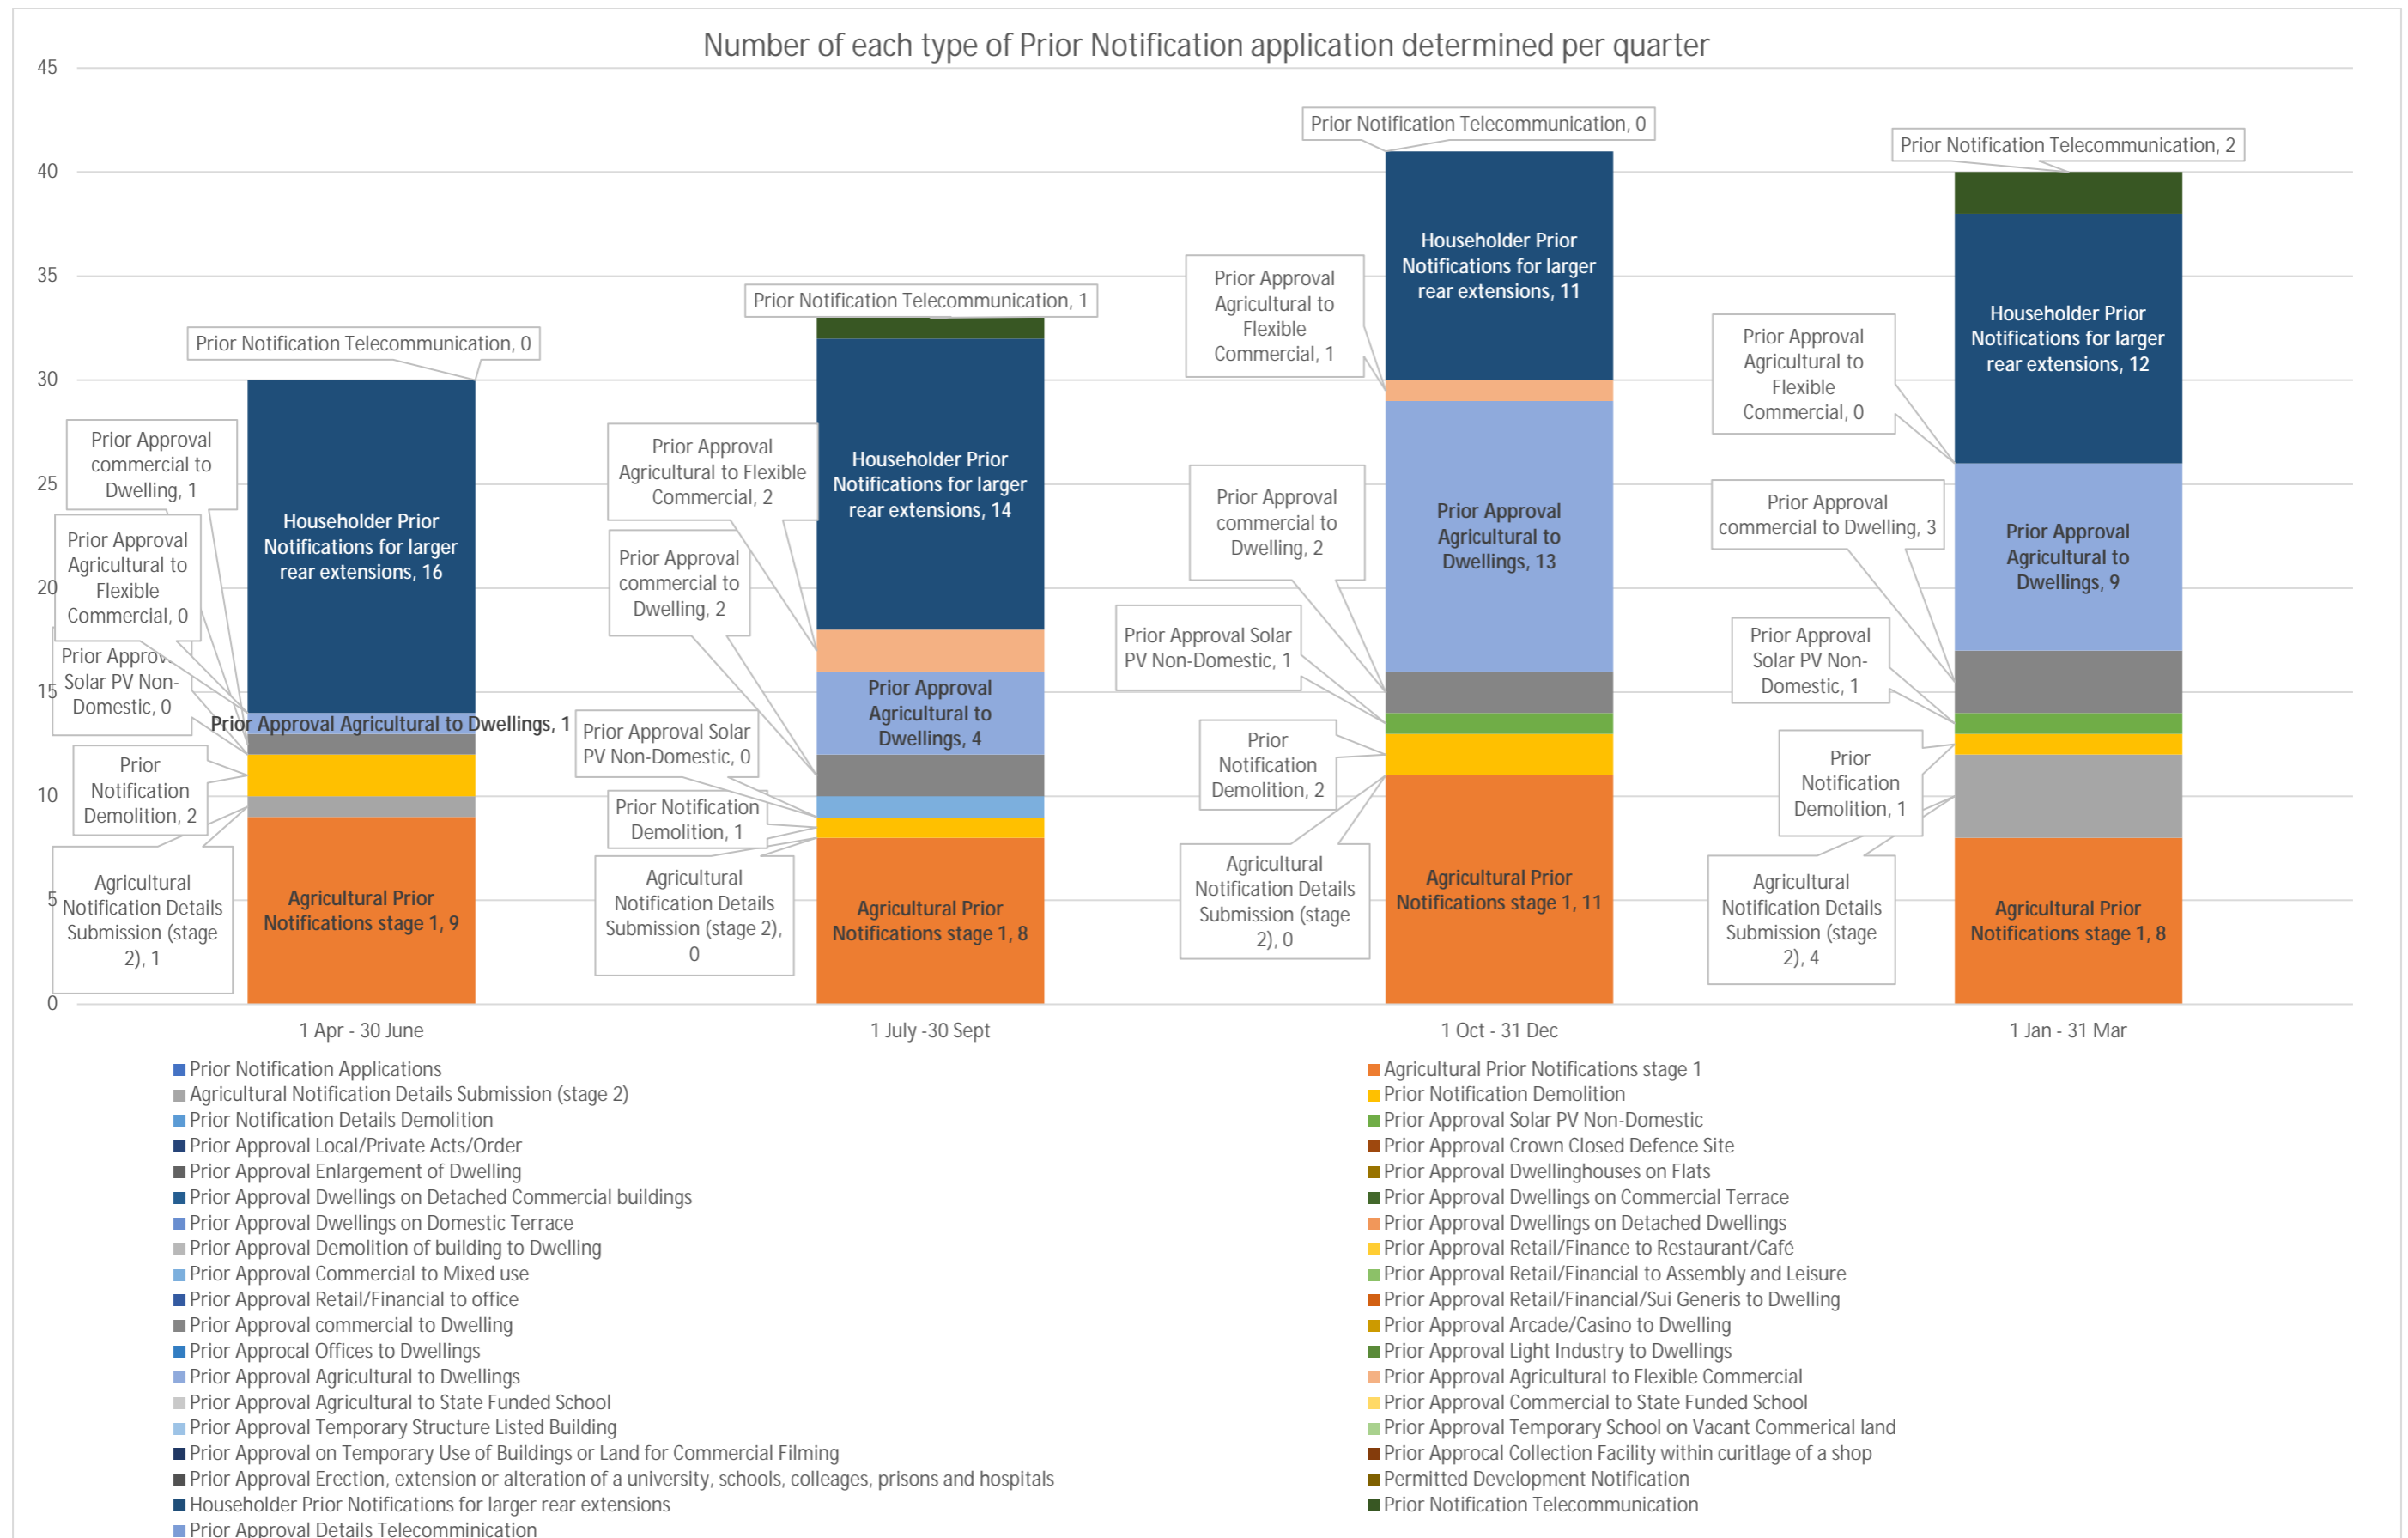 Number of each type of Prior Notification application determined per quarter
45
40
35
30
25
20
15
10
5
0
Prior Notification Telecommunication, 0
Prior Approval
commercial to
Dwelling, 1
Prior Approval
Agricultural to
Flexible
Commercial, 0
Solar PV Non-
Domestic, 0
Prior
Notification
Demolition, 2
Agricultural
Notification Details
Submission (stage
2), 1
Householder Prior
Notifications for larger
rear extensions, 16
Prior Approval Agricultural to Dwellings, 1
Agricultural Prior
Notifications stage 1, 9
Prior Notification Telecommunication, 1
Prior Approval
Agricultural to Flexible
Commercial, 2
Prior Approval
commercial to
Dwelling, 2
Prior Approval Solar
PV Non-Domestic, 0
Prior Notification
Demolition, 1
Agricultural
Notification Details
Submission (stage 2),
0
Householder Prior
Notifications for larger
rear extensions, 14
Prior Approval
Agricultural to
Dwellings, 4
Agricultural Prior
Notifications stage 1, 8
Prior Notification Telecommunication, 0
Prior Approval
Agricultural to
Flexible
Commercial, 1
Prior Approval
commercial to
Dwelling, 2
Prior Approval Solar
PV Non-Domestic, 1
Prior
Notification
Demolition, 2
Agricultural
Notification Details
Submission (stage
2), 0
Householder Prior
Notifications for larger
rear extensions, 11
Prior Approval
Agricultural to
Dwellings, 13
Agricultural Prior
Notifications stage 1, 11
Prior Notification Telecommunication, 2
Prior Approval
Agricultural to
Flexible
Commercial, 0
Prior Approval
commercial to Dwelling, 3
Prior Approval
Solar PV Non-
Domestic, 1
Prior
Notification
Demolition, 1
Agricultural
Notification Details
Submission (stage
2), 4
Householder Prior
Notifications for larger
rear extensions, 12
Prior Approval
Agricultural to
Dwellings, 9
Agricultural Prior
Notifications stage 1, 8
1 Apr - 30 June
1 July -30 Sept
1 Oct - 31 Dec
1 Jan - 31 Mar
Prior Notification Applications
Agricultural Prior Notifications stage 1
Agricultural Notification Details Submission (stage 2)
Prior Notification Demolition
Prior Notification Details Demolition
Prior Approval Solar PV Non-Domestic
Prior Approval Local/Private Acts/Order
Prior Approval Crown Closed Defence Site
Prior Approval Enlargement of Dwelling
Prior Approval Dwellinghouses on Flats
Prior Approval Dwellings on Detached Commercial buildings
Prior Approval Dwellings on Commercial Terrace
Prior Approval Dwellings on Domestic Terrace
Prior Approval Dwellings on Detached Dwellings
Prior Approval Demolition of building to Dwelling
Prior Approval Retail/Finance to Restaurant/Café
Prior Approval Commercial to Mixed use
Prior Approval Retail/Financial to Assembly and Leisure
Prior Approval Retail/Financial to office
Prior Approval Retail/Financial/Sui Generis to Dwelling
Prior Approval commercial to Dwelling
Prior Approval Arcade/Casino to Dwelling
Prior Approcal Offices to Dwellings
Prior Approval Light Industry to Dwellings
Prior Approval Agricultural to Dwellings
Prior Approval Agricultural to Flexible Commercial
Prior Approval Agricultural to State Funded School
Prior Approval Commercial to State Funded School
Prior Approval Temporary Structure Listed Building
Prior Approval Temporary School on Vacant Commerical land
Prior Approval on Temporary Use of Buildings or Land for Commercial Filming
Prior Approcal Collection Facility within curitlage of a shop
Prior Approval Erection, extension or alteration of a university, schools, colleages, prisons and hospitals
Permitted Development Notification
Householder Prior Notifications for larger rear extensions
Prior Notification Telecommunication
Prior Approval Details Telecomminication